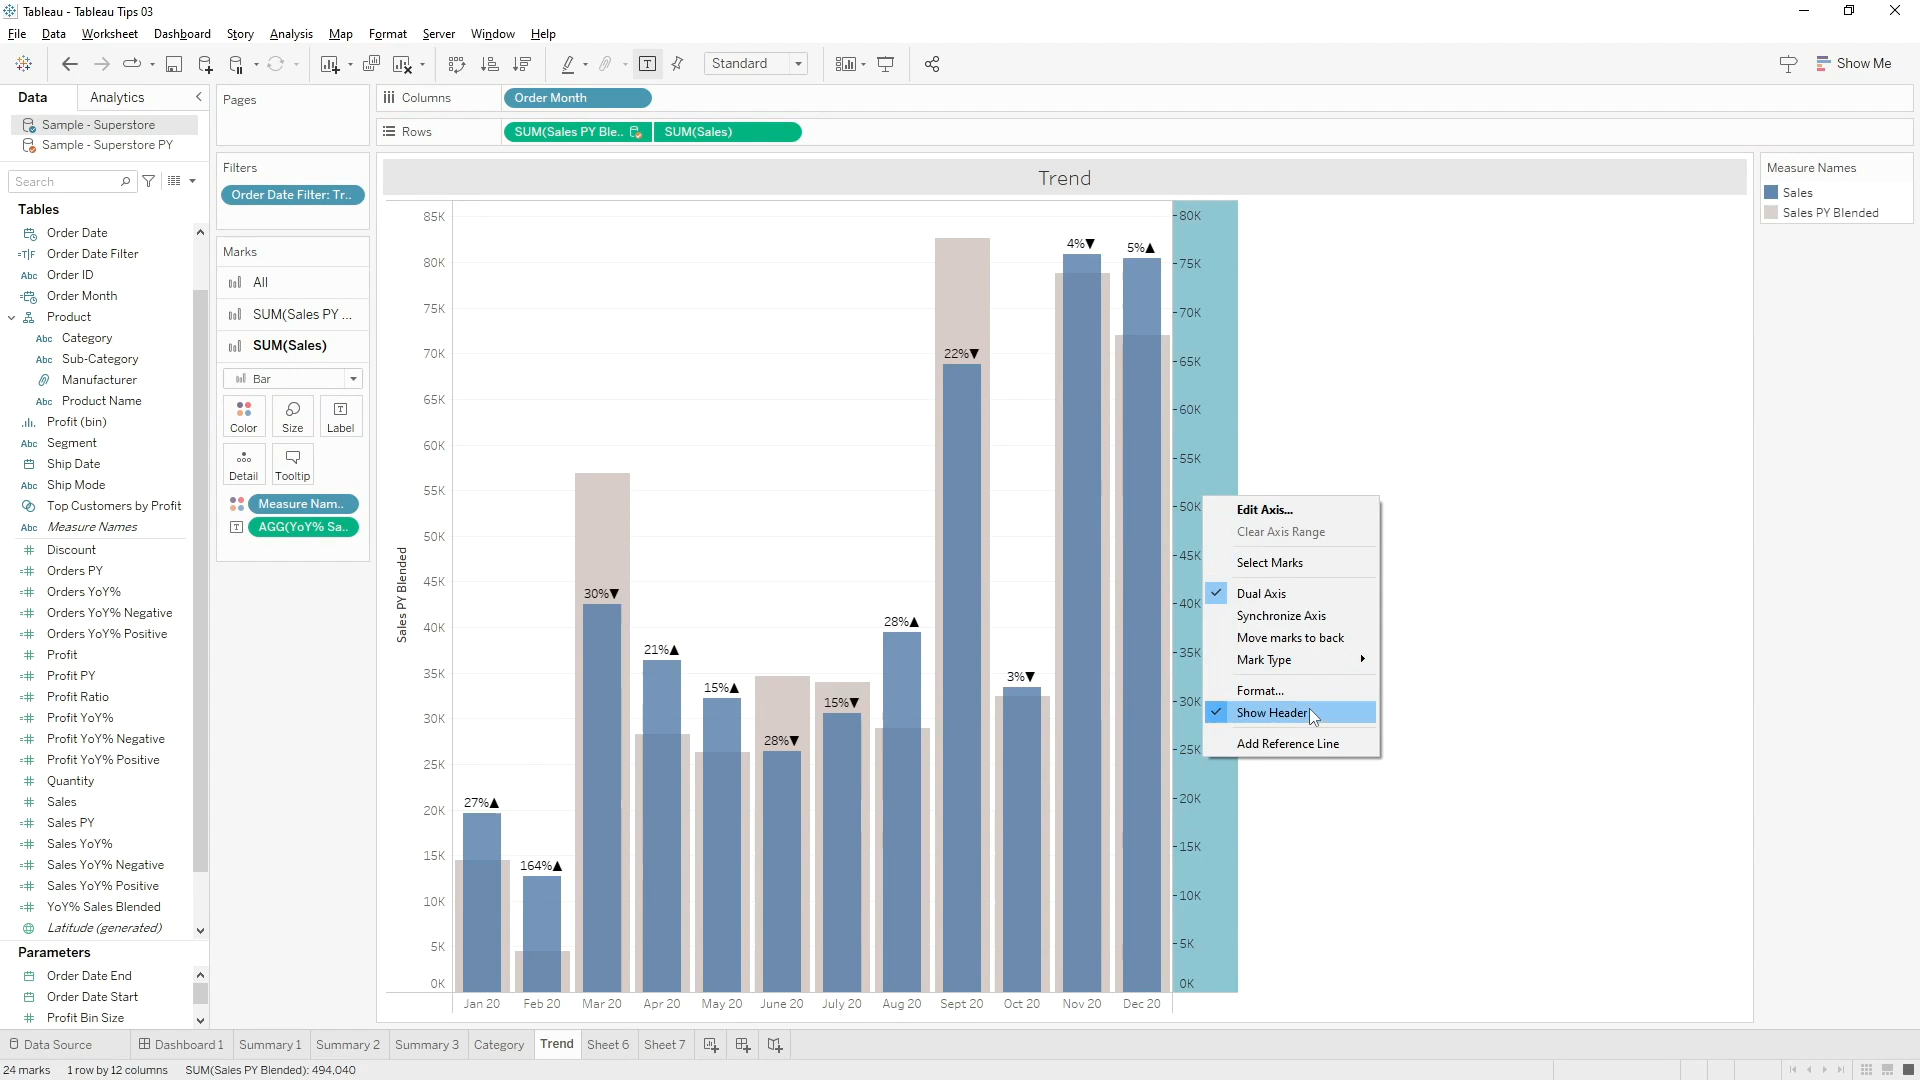 Tableau - Tableau Tips 03
File Data Worksheet Dashboard Story Analysis Map Format Server Window Help
Standard
Show Me
Data Analytics
Sample - Superstore
Sample - Superstore PY
Search
Tables
Order Date
=T|F Order Date Filter
Abc Order ID
Order Month
Product
Abc Category
Abc Sub-Category
Manufacturer
Abc Product Name
Profit (bin)
Abc Segment
Ship Date
Abc Ship Mode
Top Customers by Profit
Abc Measure Names
# Discount
=# Orders PY
=# Orders YoY%
=# Orders YoY% Negative
=# Orders YoY% Positive
# Profit
=# Profit PY
=# Profit Ratio
=# Profit YoY%
=# Profit YoY% Negative
=# Profit YoY% Positive
# Quantity
# Sales
=# Sales PY
=# Sales YoY%
=# Sales YoY% Negative
=# Sales YoY% Positive
=# YoY% Sales Blended
Latitude (generated)
Parameters
Order Date End
Order Date Start
# Profit Bin Size
Pages
Filters
Order Date Filter: Tr..
Marks
All
SUM(Sales PY ...
SUM(Sales)
Bar
Color Size Label
Detail Tooltip
Measure Nam..
AGG(YoY% Sa..
Columns Order Month
Rows SUM(Sales PY Ble.. SUM(Sales)
Trend
Sales PY Blended
85K
80K
75K
70K
65K
60K
55K
50K
45K
40K
35K
30K
25K
20K
15K
10K
5K
0K
27%▲
164%▲
30%▼
21%▲
15%▲
28%▼
15%▼
28%▲
22%▼
3%▼
4%▼
5%▲
80K
75K
70K
65K
60K
55K
50K
45K
40K
35K
30K
25K
20K
15K
10K
5K
0K
Jan 20 Feb 20 Mar 20 Apr 20 May 20 June 20 July 20 Aug 20 Sept 20 Oct 20 Nov 20 Dec 20
Edit Axis...
Clear Axis Range
Select Marks
Dual Axis
Synchronize Axis
Move marks to back
Mark Type
Format...
Show Header
Add Reference Line
Measure Names
Sales
Sales PY Blended
Data Source Dashboard 1 Summary 1 Summary 2 Summary 3 Category Trend Sheet 6 Sheet 7
24 marks 1 row by 12 columns SUM(Sales PY Blended): 494,040